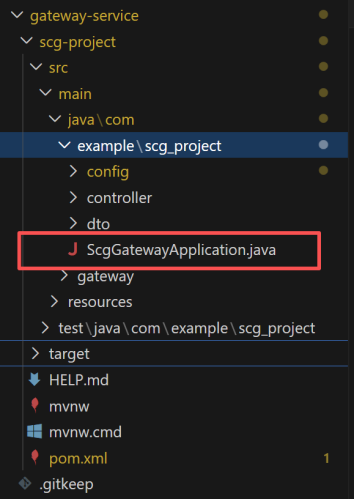 gateway-service
scg-project
src
main
java\com
example\scg_project
config
controller
dto
J ScgGatewayApplication.java
gateway
resources
test\java\com\example\scg_project
target
HELP.md
mvnw
mvnw.cmd
pom.xml 1
.gitkeep